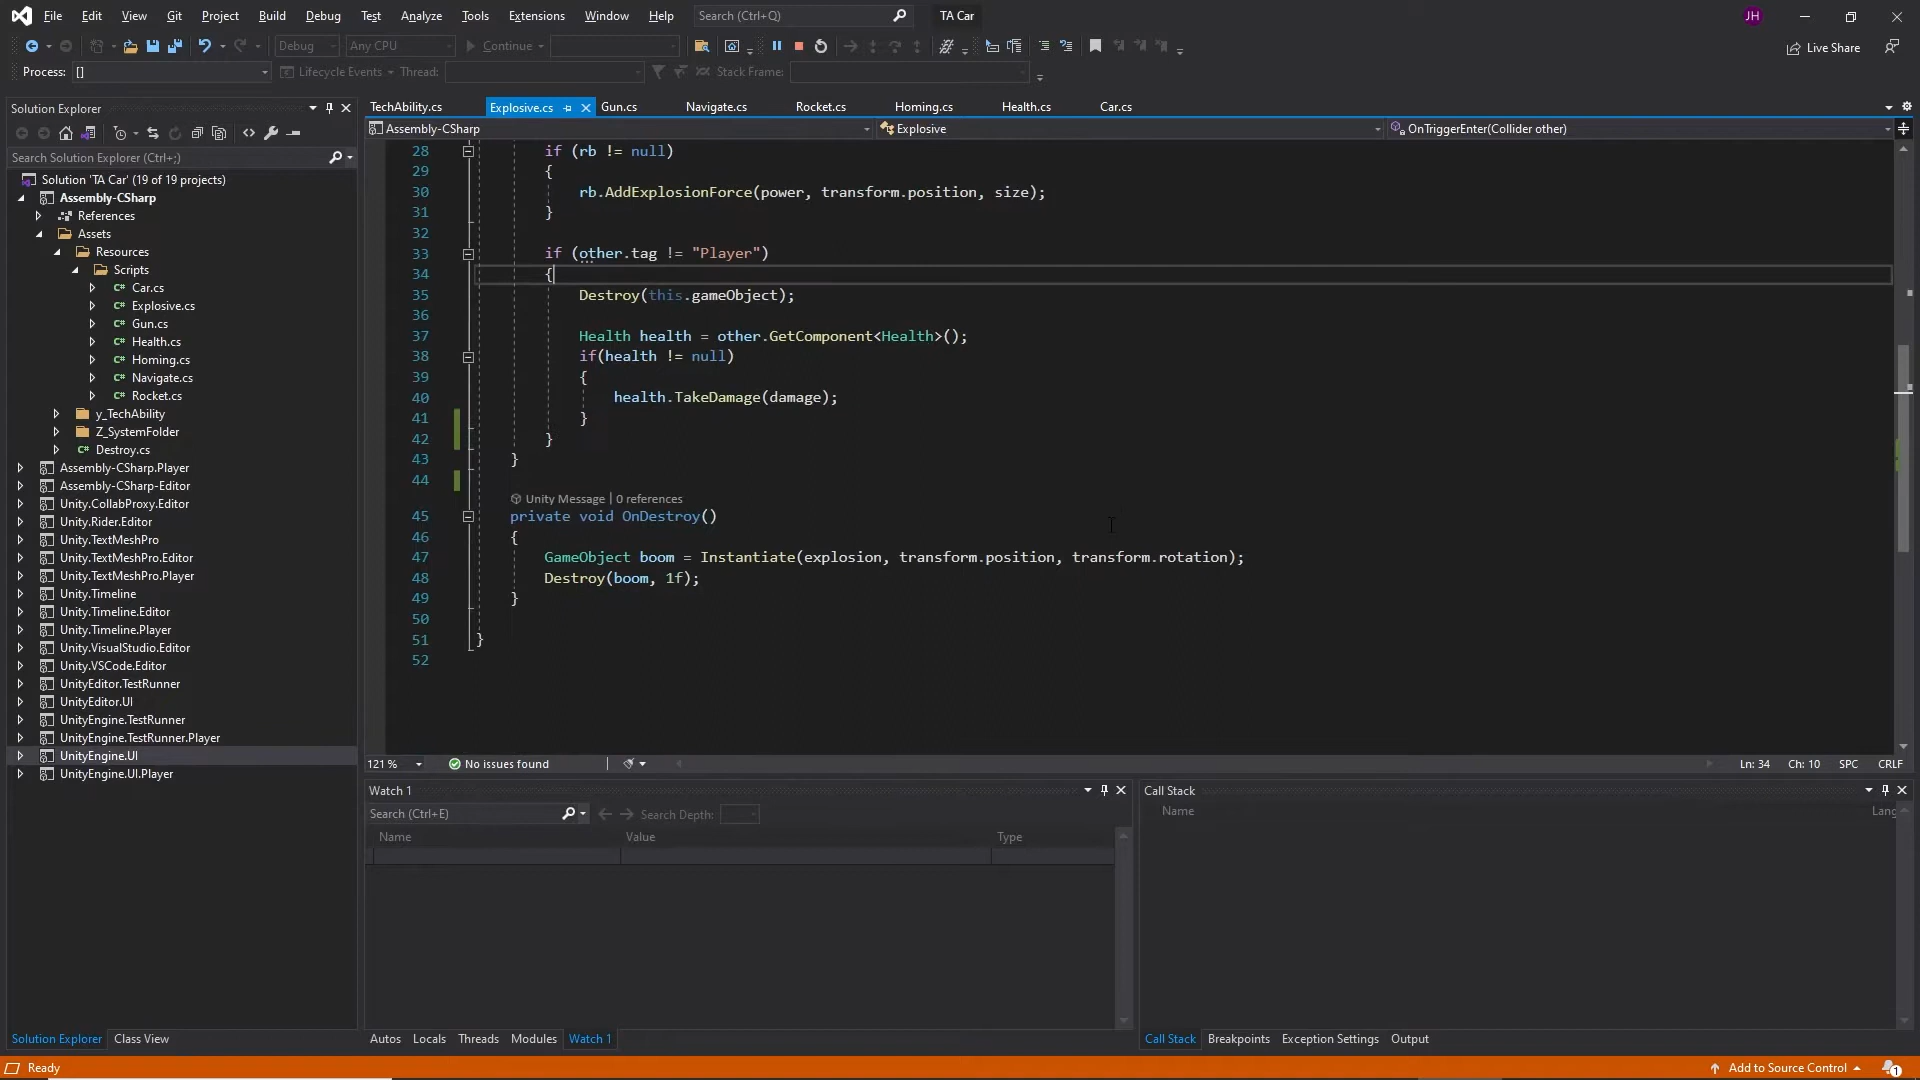 File Edit View Git Project Build Debug Test Analyze Tools Extensions Window Help Search (Ctrl+Q) TA Car JH
Debug Any CPU Continue Live Share
Process: [] Lifecycle Events Thread: Stack Frame:
Solution Explorer
Search Solution Explorer (Ctrl+;)
Solution 'TA Car' (19 of 19 projects)
Assembly-CSharp
References
Assets
Resources
Scripts
C# Car.cs
C# Explosive.cs
C# Gun.cs
C# Health.cs
C# Homing.cs
C# Navigate.cs
C# Rocket.cs
y_TechAbility
Z_SystemFolder
C# Destroy.cs
Assembly-CSharp.Player
Assembly-CSharp-Editor
Unity.CollabProxy.Editor
Unity.Rider.Editor
Unity.TextMeshPro
Unity.TextMeshPro.Editor
Unity.TextMeshPro.Player
Unity.Timeline
Unity.Timeline.Editor
Unity.Timeline.Player
Unity.VisualStudio.Editor
Unity.VSCode.Editor
UnityEditor.TestRunner
UnityEditor.UI
UnityEngine.TestRunner
UnityEngine.TestRunner.Player
UnityEngine.UI
UnityEngine.UI.Player
Solution Explorer Class View
TechAbility.cs Explosive.cs Gun.cs Navigate.cs Rocket.cs Homing.cs Health.cs Car.cs
Assembly-CSharp Explosive OnTriggerEnter(Collider other)
28 if (rb != null)
29 {
30 rb.AddExplosionForce(power, transform.position, size);
31 }
32
33 if (other.tag != "Player")
34 {
35 Destroy(this.gameObject);
36
37 Health health = other.GetComponent<Health>();
38 if(health != null)
39 {
40 health.TakeDamage(damage);
41 }
42 }
43 }
44
Unity Message | 0 references
45 private void OnDestroy()
46 {
47 GameObject boom = Instantiate(explosion, transform.position, transform.rotation);
48 Destroy(boom, 1f);
49 }
50
51 }
52
121 % No issues found Ln: 34 Ch: 10 SPC CRLF
Watch 1
Search (Ctrl+E) Search Depth:
Name Value Type
Autos Locals Threads Modules Watch 1
Call Stack
Name Lang
Call Stack Breakpoints Exception Settings Output
Ready Add to Source Control 1